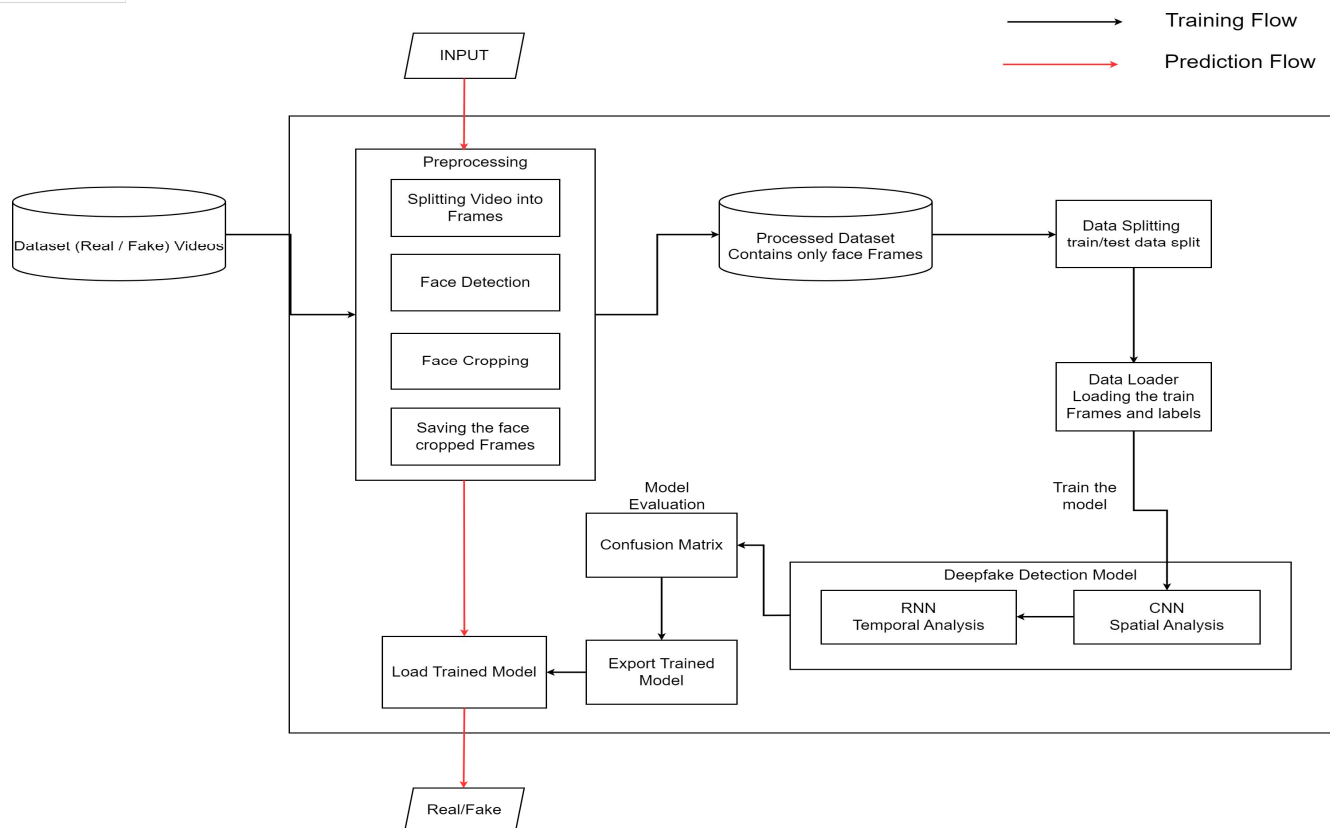 Training Flow
Prediction Flow
INPUT
Preprocessing
Splitting Video into
Frames
Face Detection
Face Cropping
Saving the face
cropped Frames
Dataset (Real / Fake) Videos
Processed Dataset
Contains only face Frames
Data Splitting
train/test data split
Data Loader
Loading the train
Frames and labels
Train the
model
Deepfake Detection Model
CNN
Spatial Analysis
RNN
Temporal Analysis
Model
Evaluation
Confusion Matrix
Export Trained
Model
Load Trained Model
Real/Fake